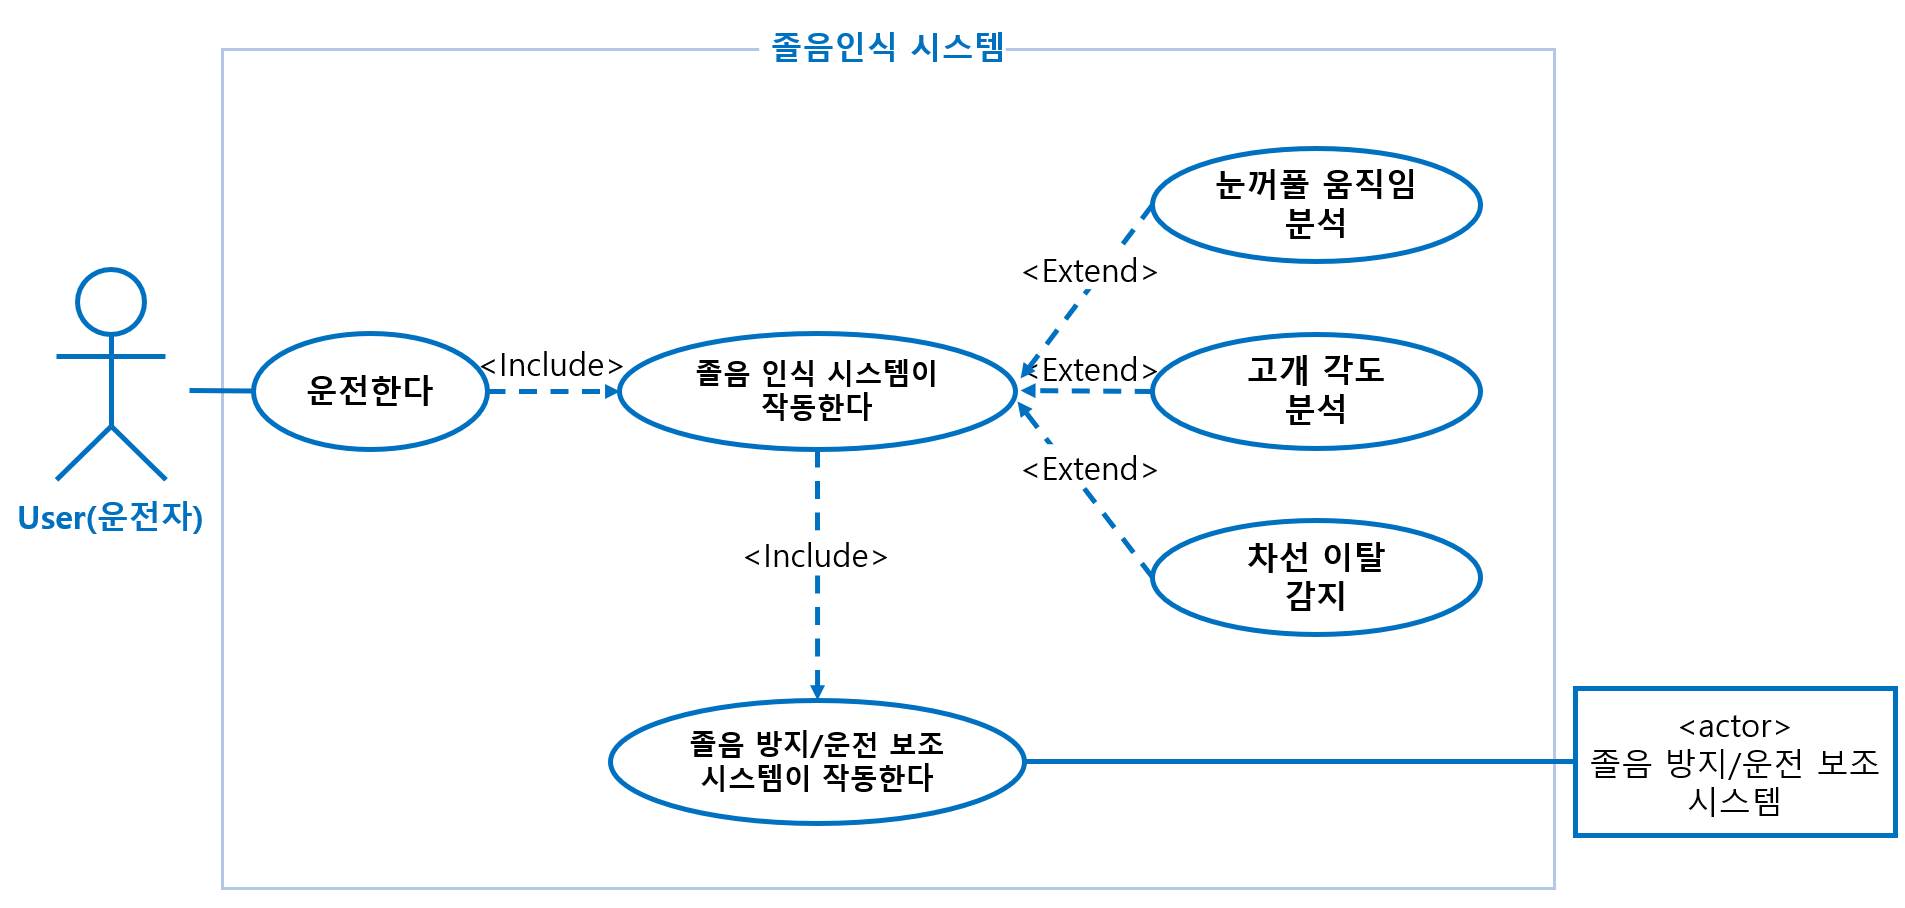 졸음인식 시스템
눈꺼풀 움직임
분석
<Extend>
<Include>
운전한다
졸음 인식 시스템이
작동한다
<Extend>
고개 각도
분석
<Extend>
User(운전자)
<Include>
차선 이탈
감지
졸음 방지/운전 보조
시스템이 작동한다
<actor>
졸음 방지/운전 보조
시스템